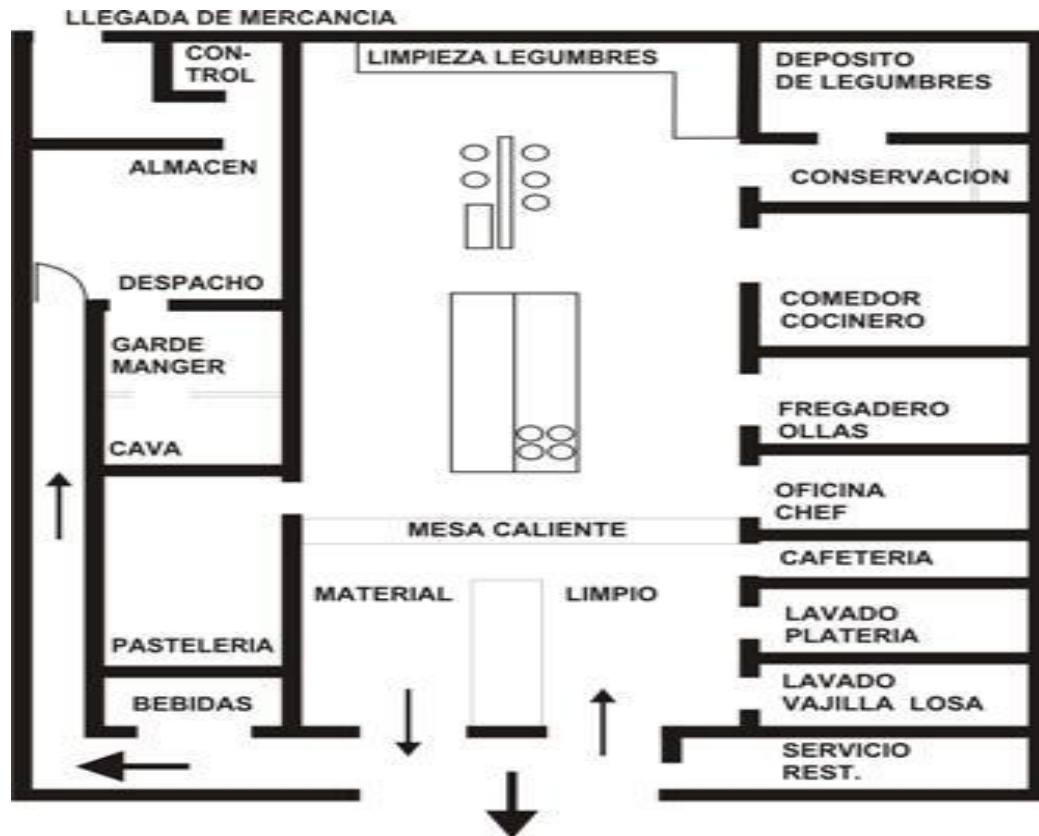 LLEGADA DE MERCANCIA
CON-
TROL
LIMPIEZA LEGUMBRES
DEPOSITO
DE LEGUMBRES
ALMACEN
CONSERVACION
DESPACHO
COMEDOR
COCINERO
GARDE
MANGER
FREGADERO
OLLAS
CAVA
OFICINA
CHEF
MESA CALIENTE
CAFETERIA
MATERIAL LIMPIO
LAVADO
PLATERIA
PASTELERIA
LAVADO
VAJILLA LOSA
BEBIDAS
SERVICIO
REST.